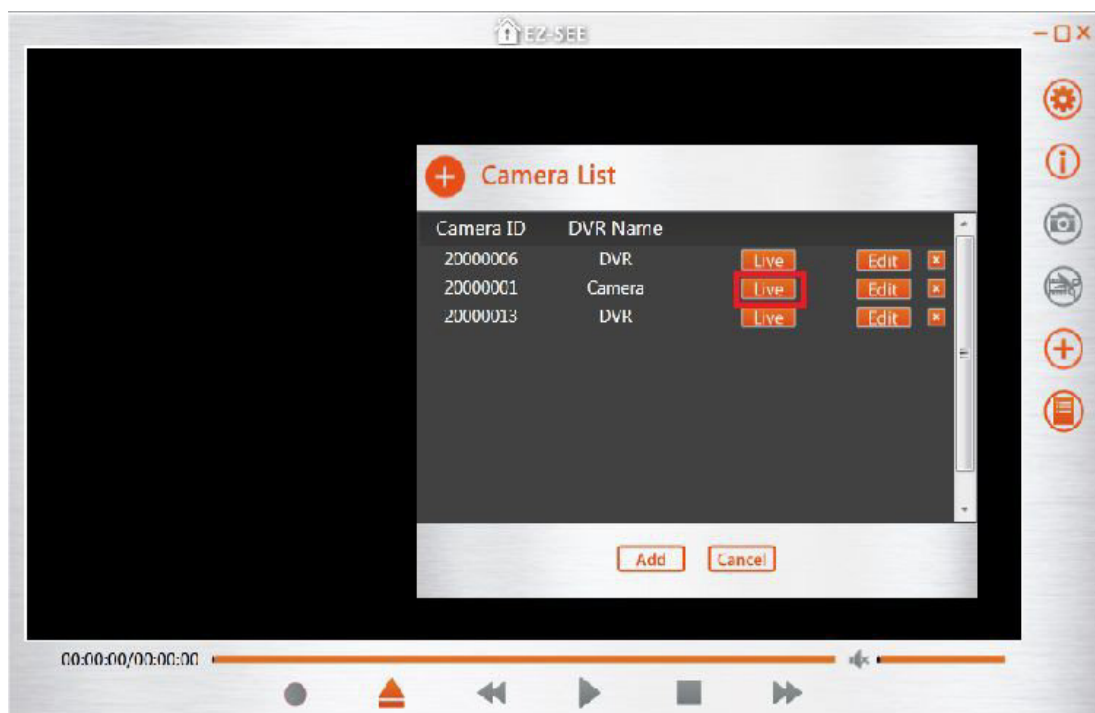 EZ-SEE
Camera List
Camera ID DVR Name
20000006 DVR Live Edit
20000001 Camera Live Edit
20000013 DVR Live Edit
Add Cancel
00:00:00/00:00:00